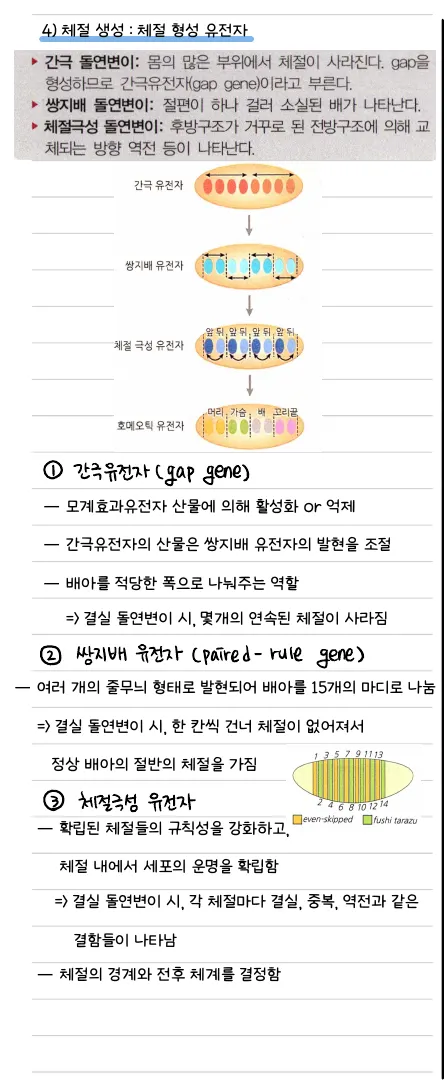 4) 체절 생성 : 체절 형성 유전자
▶ 간극 돌연변이: 몸의 많은 부위에서 체절이 사라진다. gap을
형성하므로 간극유전자(gap gene)이라고 부른다.
▶ 쌍지배 돌연변이: 절편이 하나 걸러 소실된 배가 나타난다.
▶ 체절극성 돌연변이: 후방구조가 거꾸로 된 전방구조에 의해 교
체되는 방향 역전 등이 나타난다.
간극 유전자
쌍지배 유전자
앞 뒤 앞 뒤 앞 뒤 앞 뒤
체절 극성 유전자
머리 가슴 배 꼬리끝
호메오틱 유전자
① 간극유전자 (gap gene)
— 모계효과유전자 산물에 의해 활성화 or 억제
— 간극유전자의 산물은 쌍지배 유전자의 발현을 조절
— 배아를 적당한 폭으로 나눠주는 역할
=> 결실 돌연변이 시, 몇개의 연속된 체절이 사라짐
② 쌍지배 유전자 (paired-rule gene)
— 여러 개의 줄무늬 형태로 발현되어 배아를 15개의 마디로 나눔
=> 결실 돌연변이 시, 한 칸씩 건너 체절이 없어져서
정상 배아의 절반의 체절을 가짐
1 3 5 7 9 11 13
2 4 6 8 10 12 14
even-skipped fushi tarazu
③ 체절극성 유전자
— 확립된 체절들의 규칙성을 강화하고,
체절 내에서 세포의 운명을 확립함
=> 결실 돌연변이 시, 각 체절마다 결실, 중복, 역전과 같은
결함들이 나타남
— 체절의 경계와 전후 체계를 결정함